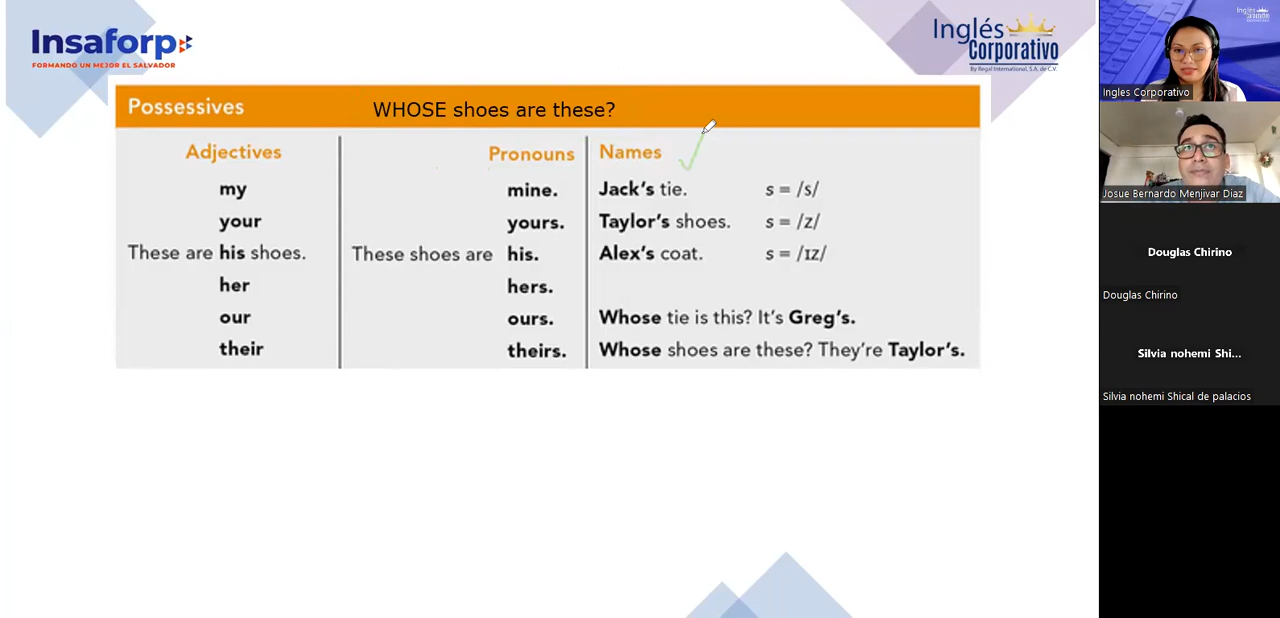 Insaforp
FORMANDO UN MEJOR EL SALVADOR
Inglés
Corporativo
By Regal International, S.A. de C.V.
Possessives
WHOSE shoes are these?
Adjectives
my
your
These are his shoes.
her
our
their
Pronouns
mine.
yours.
These shoes are his.
hers.
ours.
theirs.
Names
Jack's tie. s = /s/
Taylor's shoes. s = /z/
Alex's coat. s = /ɪz/
Whose tie is this? It's Greg's.
Whose shoes are these? They're Taylor's.
Inglés
Corporativo
Ingles Corporativo
Josue Bernardo Menjivar Diaz
Douglas Chirino
Douglas Chirino
Silvia nohemi Shi...
Silvia nohemi Shical de palacios